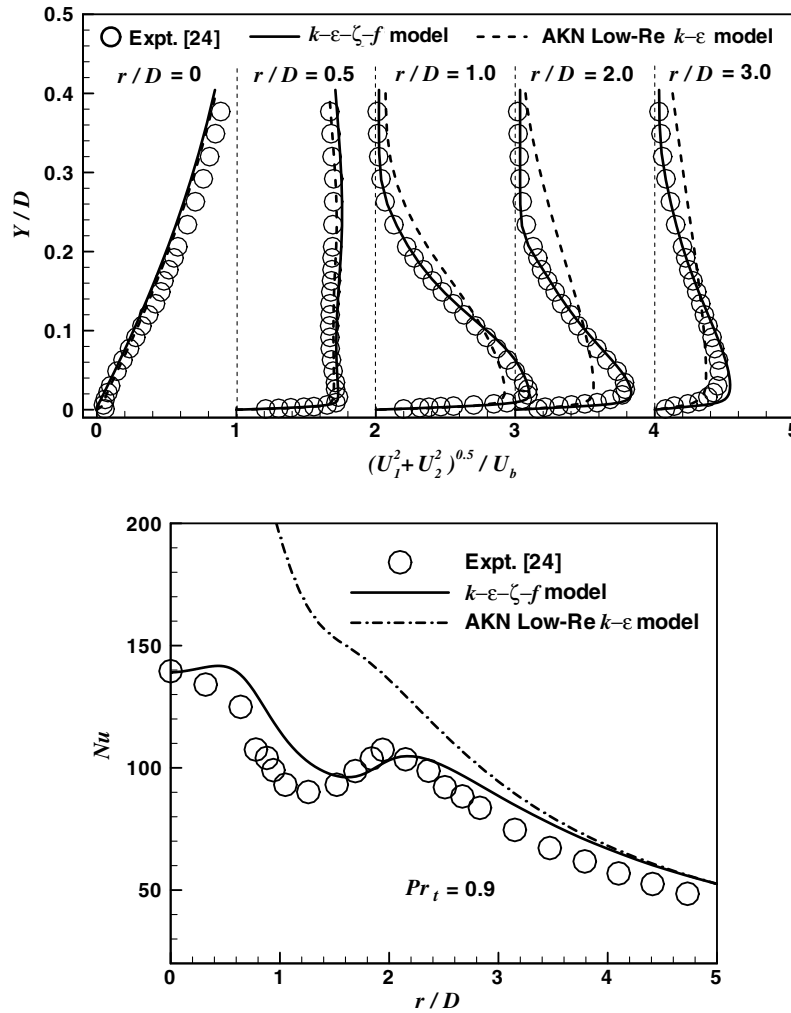 0.5
Expt. [24] k–ε–ζ–f model AKN Low-Re k–ε model
r / D = 0 r / D = 0.5 r / D = 1.0 r / D = 2.0 r / D = 3.0
0.4
0.3
Y / D
0.2
0.1
0
0 1 2 3 4 5
(U₁²+ U₂²)^0.5 / U_b
200
Expt. [24]
k–ε–ζ–f model
AKN Low-Re k–ε model
150
Nu
100
50
Pr_t = 0.9
0 1 2 3 4 5
r / D